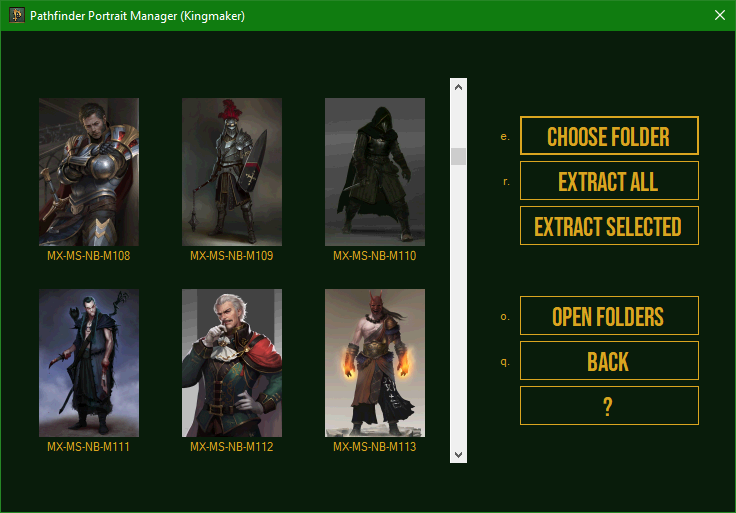 Pathfinder Portrait Manager (Kingmaker)
MX-MS-NB-M108
MX-MS-NB-M109
MX-MS-NB-M110
MX-MS-NB-M111
MX-MS-NB-M112
MX-MS-NB-M113
e. CHOOSE FOLDER
r. EXTRACT ALL
EXTRACT SELECTED
o. OPEN FOLDERS
q. BACK
?